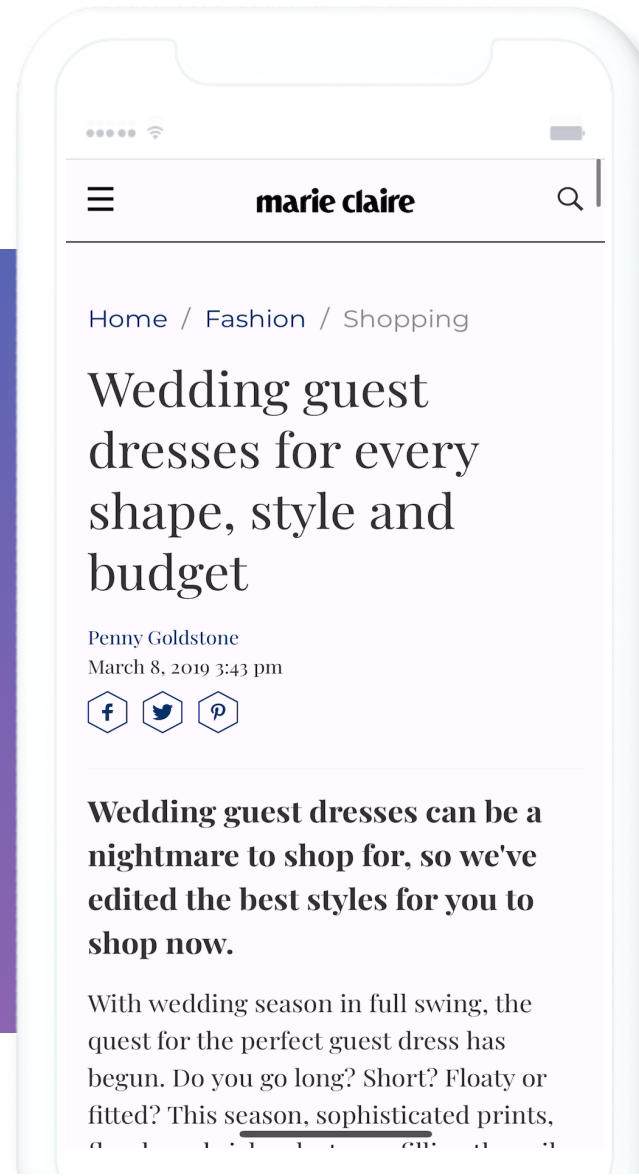 marie claire
Home / Fashion / Shopping
Wedding guest
dresses for every
shape, style and
budget
Penny Goldstone
March 8, 2019 3:43 pm
Wedding guest dresses can be a
nightmare to shop for, so we've
edited the best styles for you to
shop now.
With wedding season in full swing, the
quest for the perfect guest dress has
begun. Do you go long? Short? Floaty or
fitted? This season, sophisticated prints,